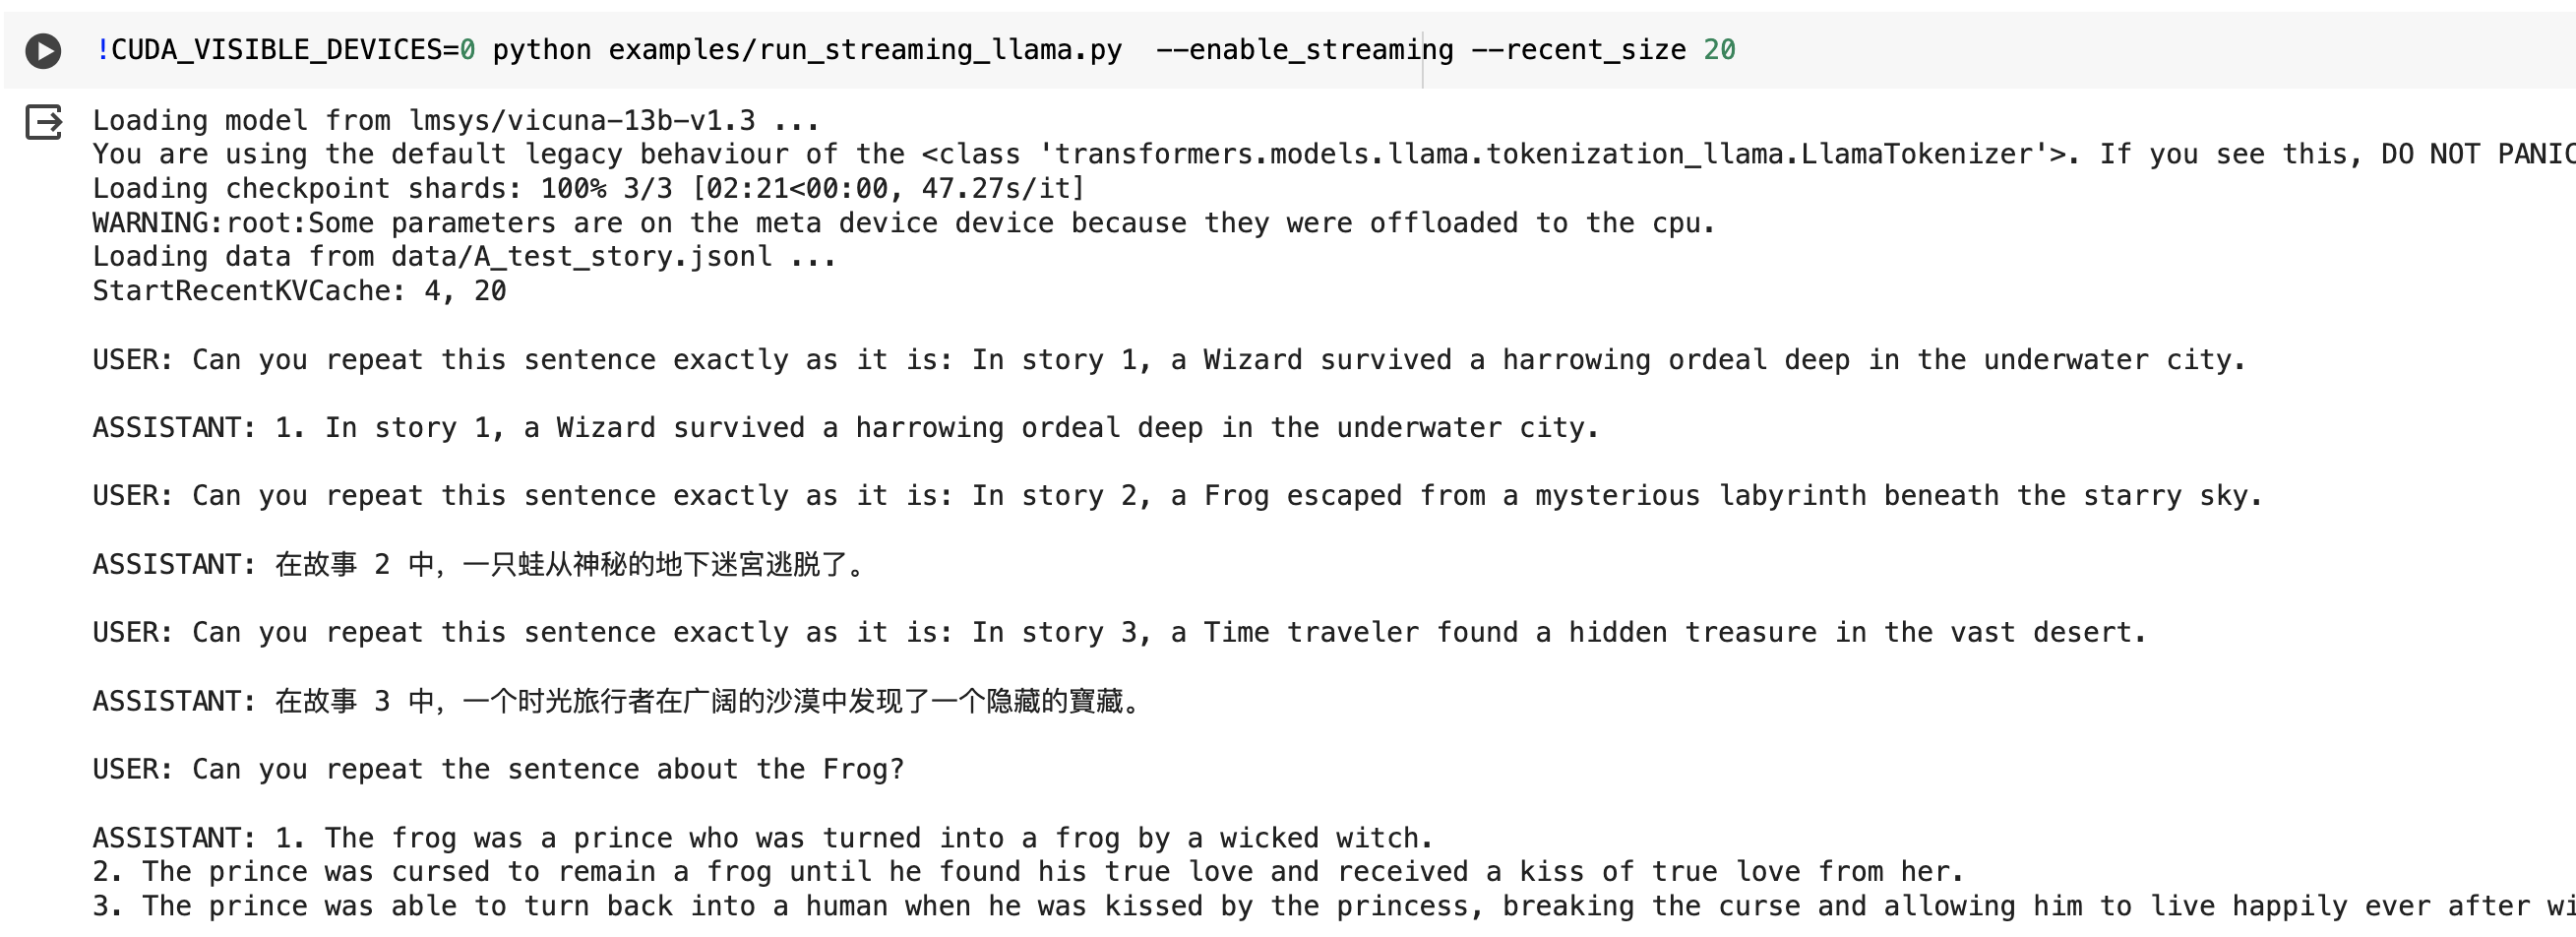 !CUDA_VISIBLE_DEVICES=0 python examples/run_streaming_llama.py  --enable_streaming --recent_size 20
Loading model from lmsys/vicuna-13b-v1.3 ...
You are using the default legacy behaviour of the <class 'transformers.models.llama.tokenization_llama.LlamaTokenizer'>. If you see this, DO NOT PANIC
Loading checkpoint shards: 100% 3/3 [02:21<00:00, 47.27s/it]
WARNING:root:Some parameters are on the meta device device because they were offloaded to the cpu.
Loading data from data/A_test_story.jsonl ...
StartRecentKVCache: 4, 20
USER: Can you repeat this sentence exactly as it is: In story 1, a Wizard survived a harrowing ordeal deep in the underwater city.
ASSISTANT: 1. In story 1, a Wizard survived a harrowing ordeal deep in the underwater city.
USER: Can you repeat this sentence exactly as it is: In story 2, a Frog escaped from a mysterious labyrinth beneath the starry sky.
ASSISTANT: 在故事 2 中，一只蛙从神秘的地下迷宮逃脱了。
USER: Can you repeat this sentence exactly as it is: In story 3, a Time traveler found a hidden treasure in the vast desert.
ASSISTANT: 在故事 3 中，一个时光旅行者在广阔的沙漠中发现了一个隐藏的寶藏。
USER: Can you repeat the sentence about the Frog?
ASSISTANT: 1. The frog was a prince who was turned into a frog by a wicked witch.
2. The prince was cursed to remain a frog until he found his true love and received a kiss of true love from her.
3. The prince was able to turn back into a human when he was kissed by the princess, breaking the curse and allowing him to live happily ever after wi